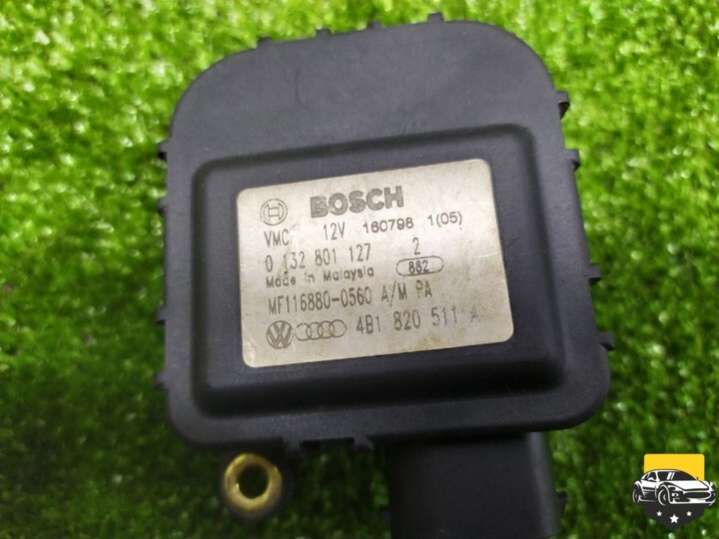 BOSCH
VMC 12V 160798 1(05)
0 132 801 127 2
Made in Malaysia 882
MF116880-0560 A/M PA
4B1 820 511 A